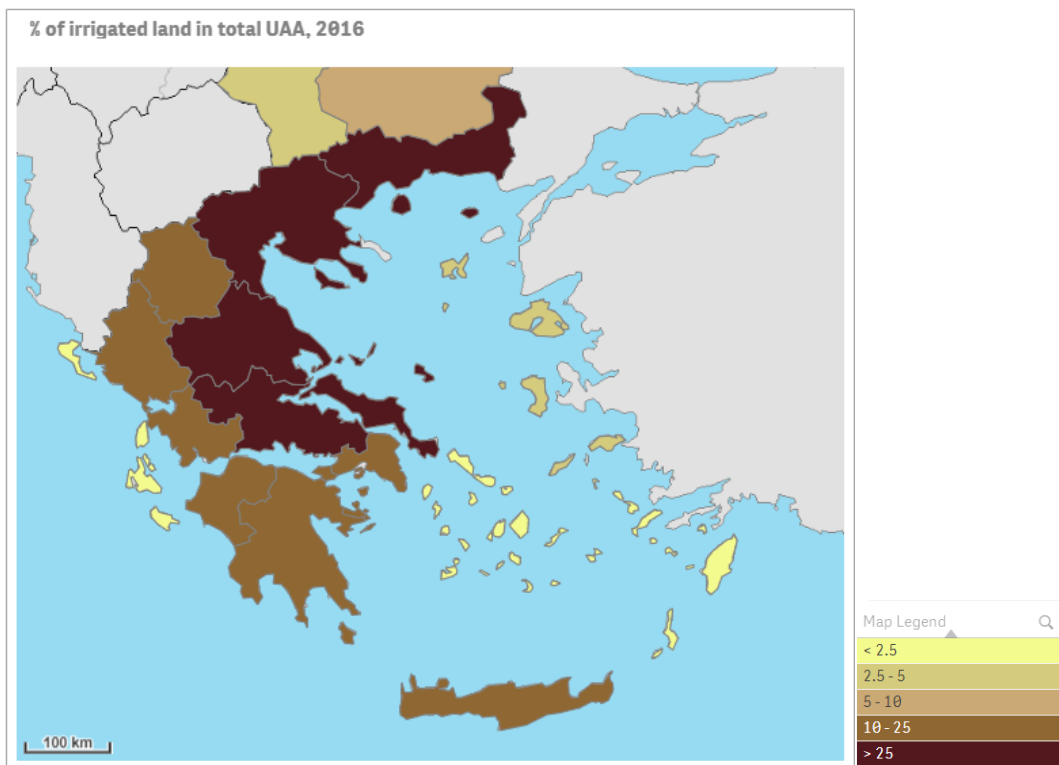 % of irrigated land in total UAA, 2016
100 km
Map Legend
< 2.5
2.5 - 5
5 - 10
10 - 25
> 25